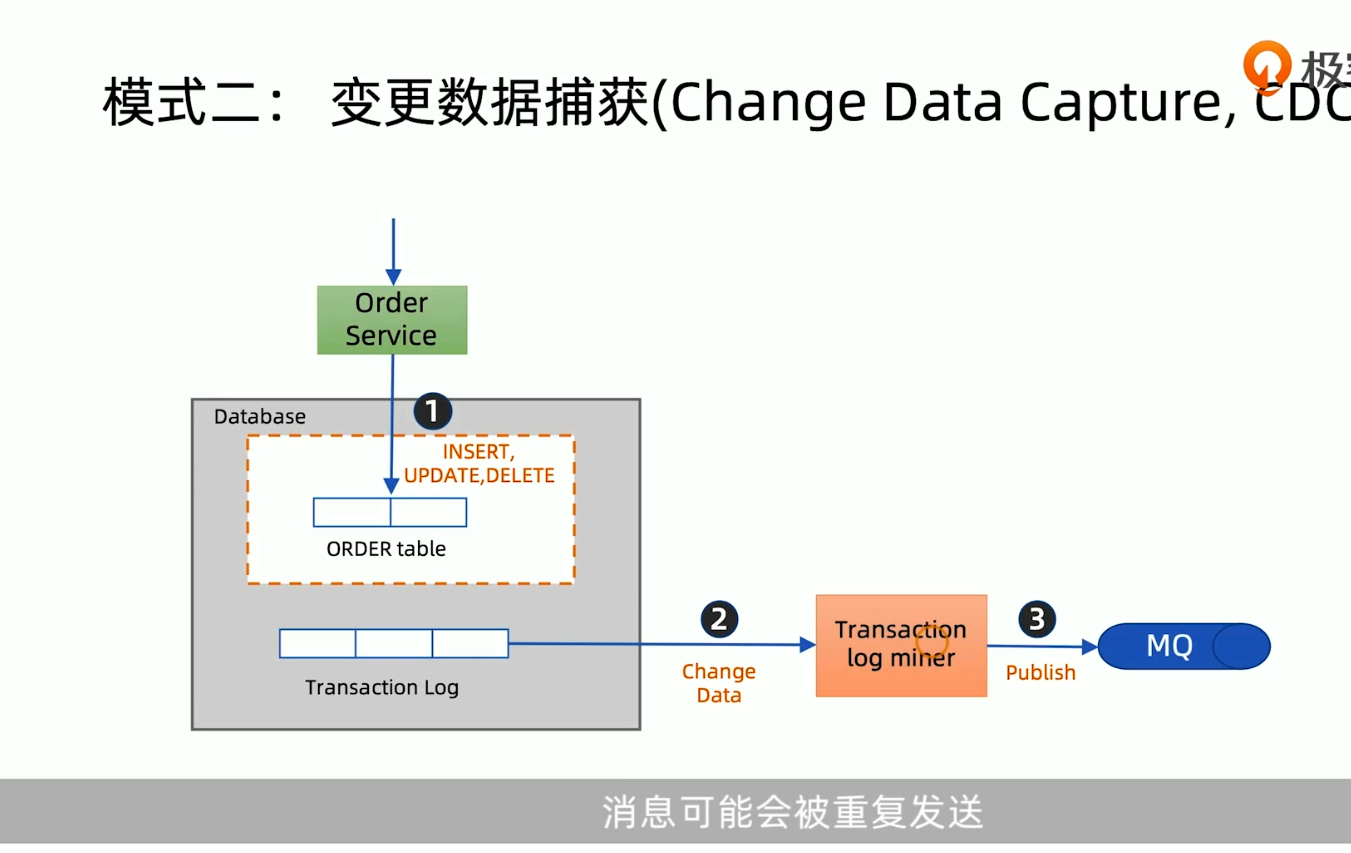 极客
模式二： 变更数据捕获(Change Data Capture, CDC
Order
Service
Database
1
INSERT,
UPDATE,DELETE
ORDER table
Transaction Log
2
Change
Data
Transaction
log miner
3
Publish
MQ
消息可能会被重复发送